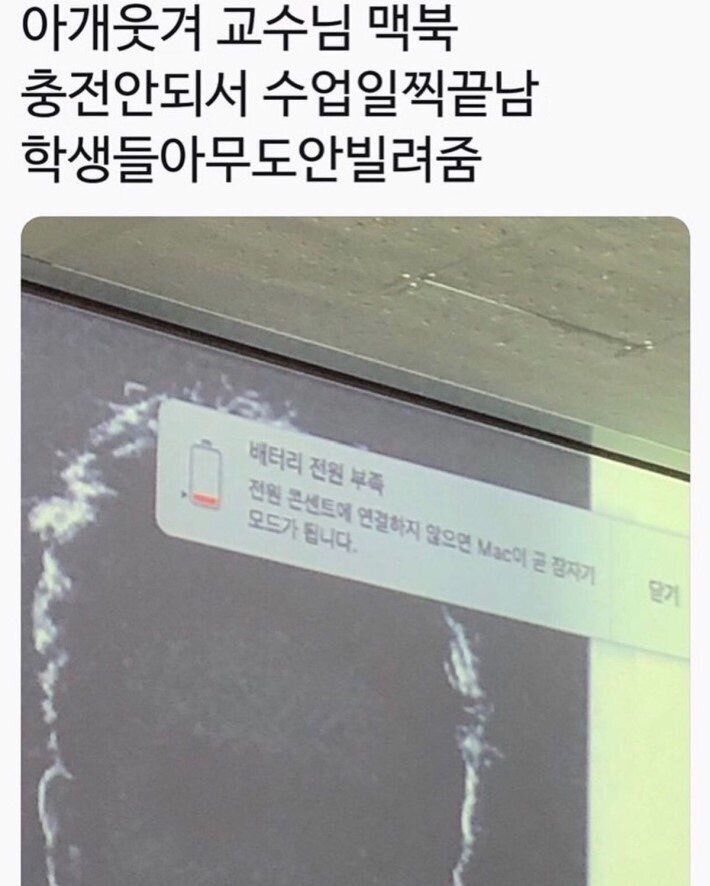 아개웃겨 교수님 맥북
충전안되서 수업일찍끝남
학생들아무도안빌려줌
배터리 전원 부족
전원 콘센트에 연결하지 않으면 Mac이 곧 잠자기
모드가 됩니다.
닫기